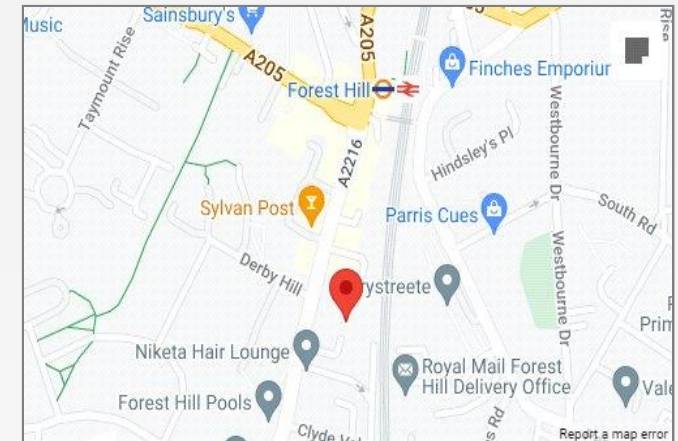 Music
Sainsbury's
A205
Rise
A205
Taymount Rise
Forest Hill
Finches Emporiur
A2216
Hindsley's Pl
Westbourne Dr
Sylvan Post
Parris Cues
South Rd
Westbourne Dr
Derby Hill
rystreete
Prim
Niketa Hair Lounge
Royal Mail Forest
Hill Delivery Office
Vale
Forest Hill Pools
s Rd
Clyde Val
Report a map error